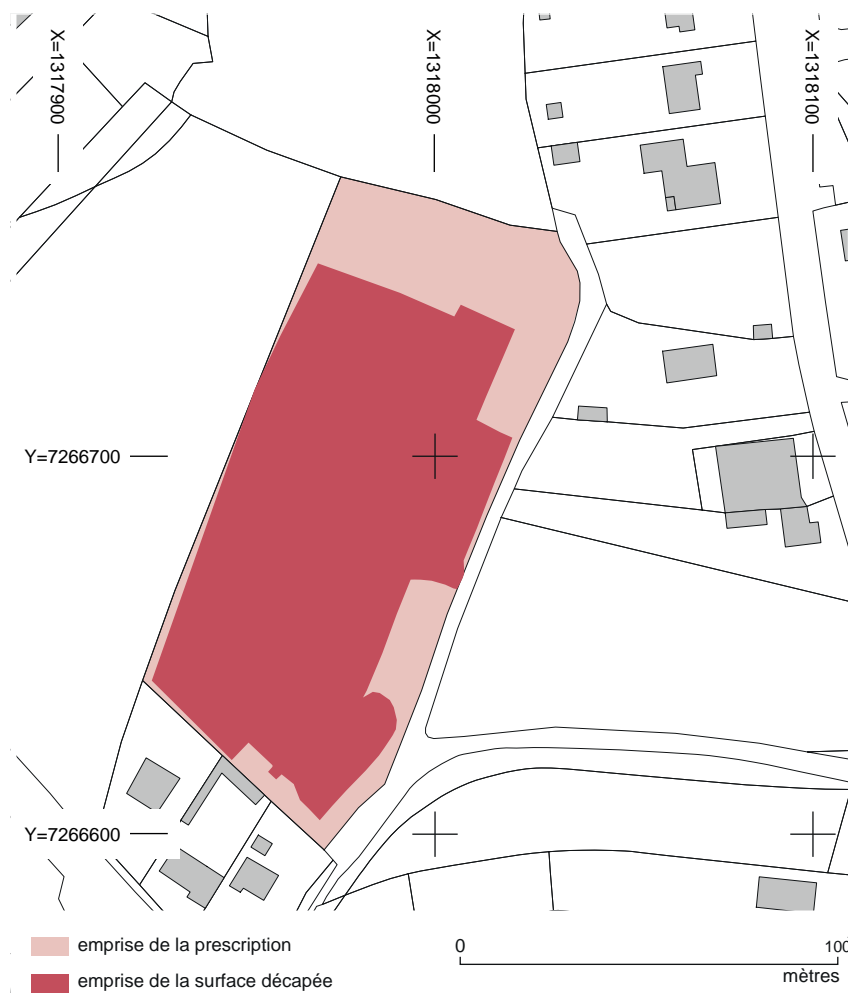 X=1317900
X=1318000
X=1318100
Y=7266700
Y=7266600
emprise de la prescription
emprise de la surface décapée
0
100
mètres